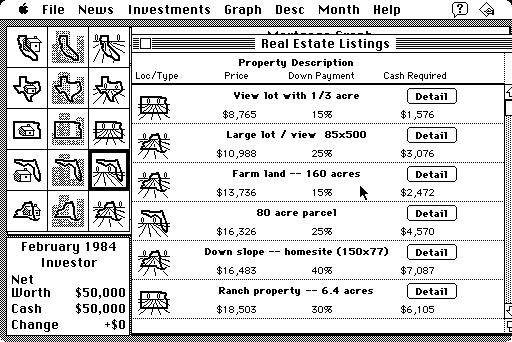 File News Investments Graph Desc Month Help
Real Estate Listings
Property Description
Loc/Type Price Down Payment Cash Required
View lot with 1/3 acre Detail
$8,765 15% $1,576
Large lot / view 85x500 Detail
$10,988 25% $3,076
Farm land -- 160 acres Detail
$13,736 15% $2,472
80 acre parcel Detail
$16,326 25% $4,570
Down slope -- homesite (150x77) Detail
$16,483 40% $7,087
Ranch property -- 6.4 acres Detail
$18,503 30% $6,105
February 1984
Investor
Net
Worth $50,000
Cash $50,000
Change +$0